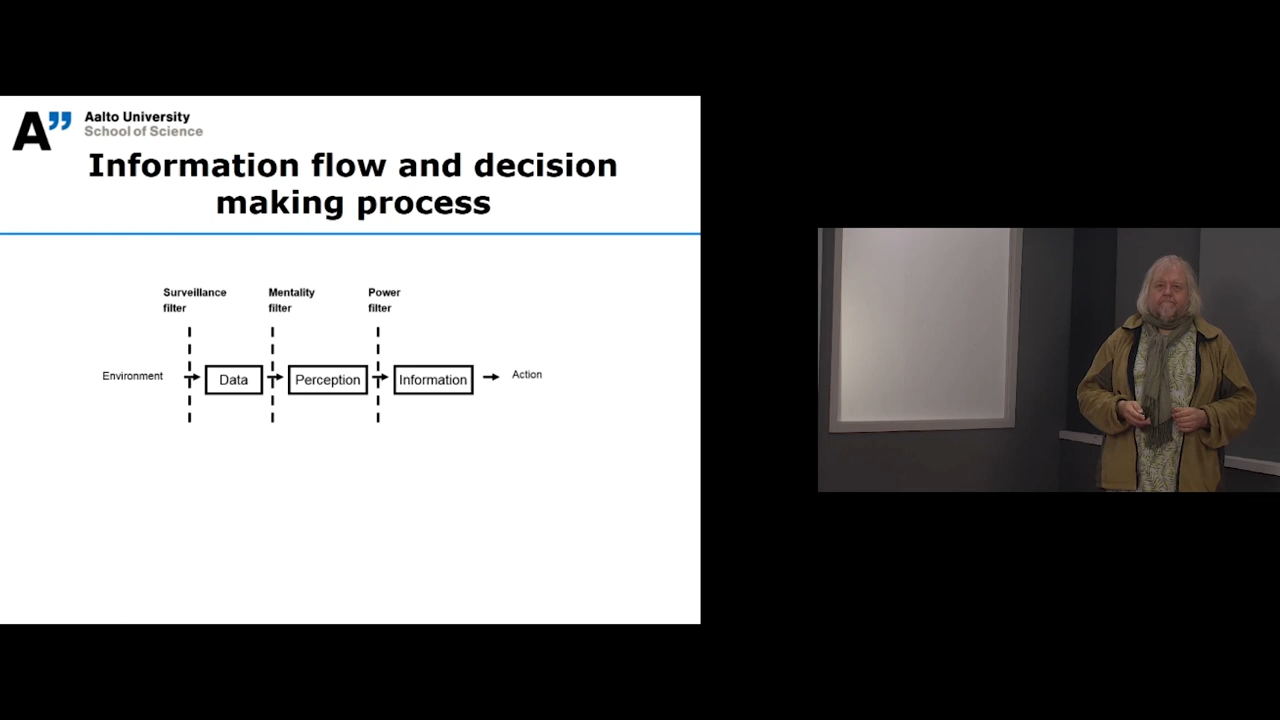 Aalto University
School of Science
Information flow and decision
making process
Surveillance
filter
Mentality
filter
Power
filter
Environment
Data
Perception
Information
Action